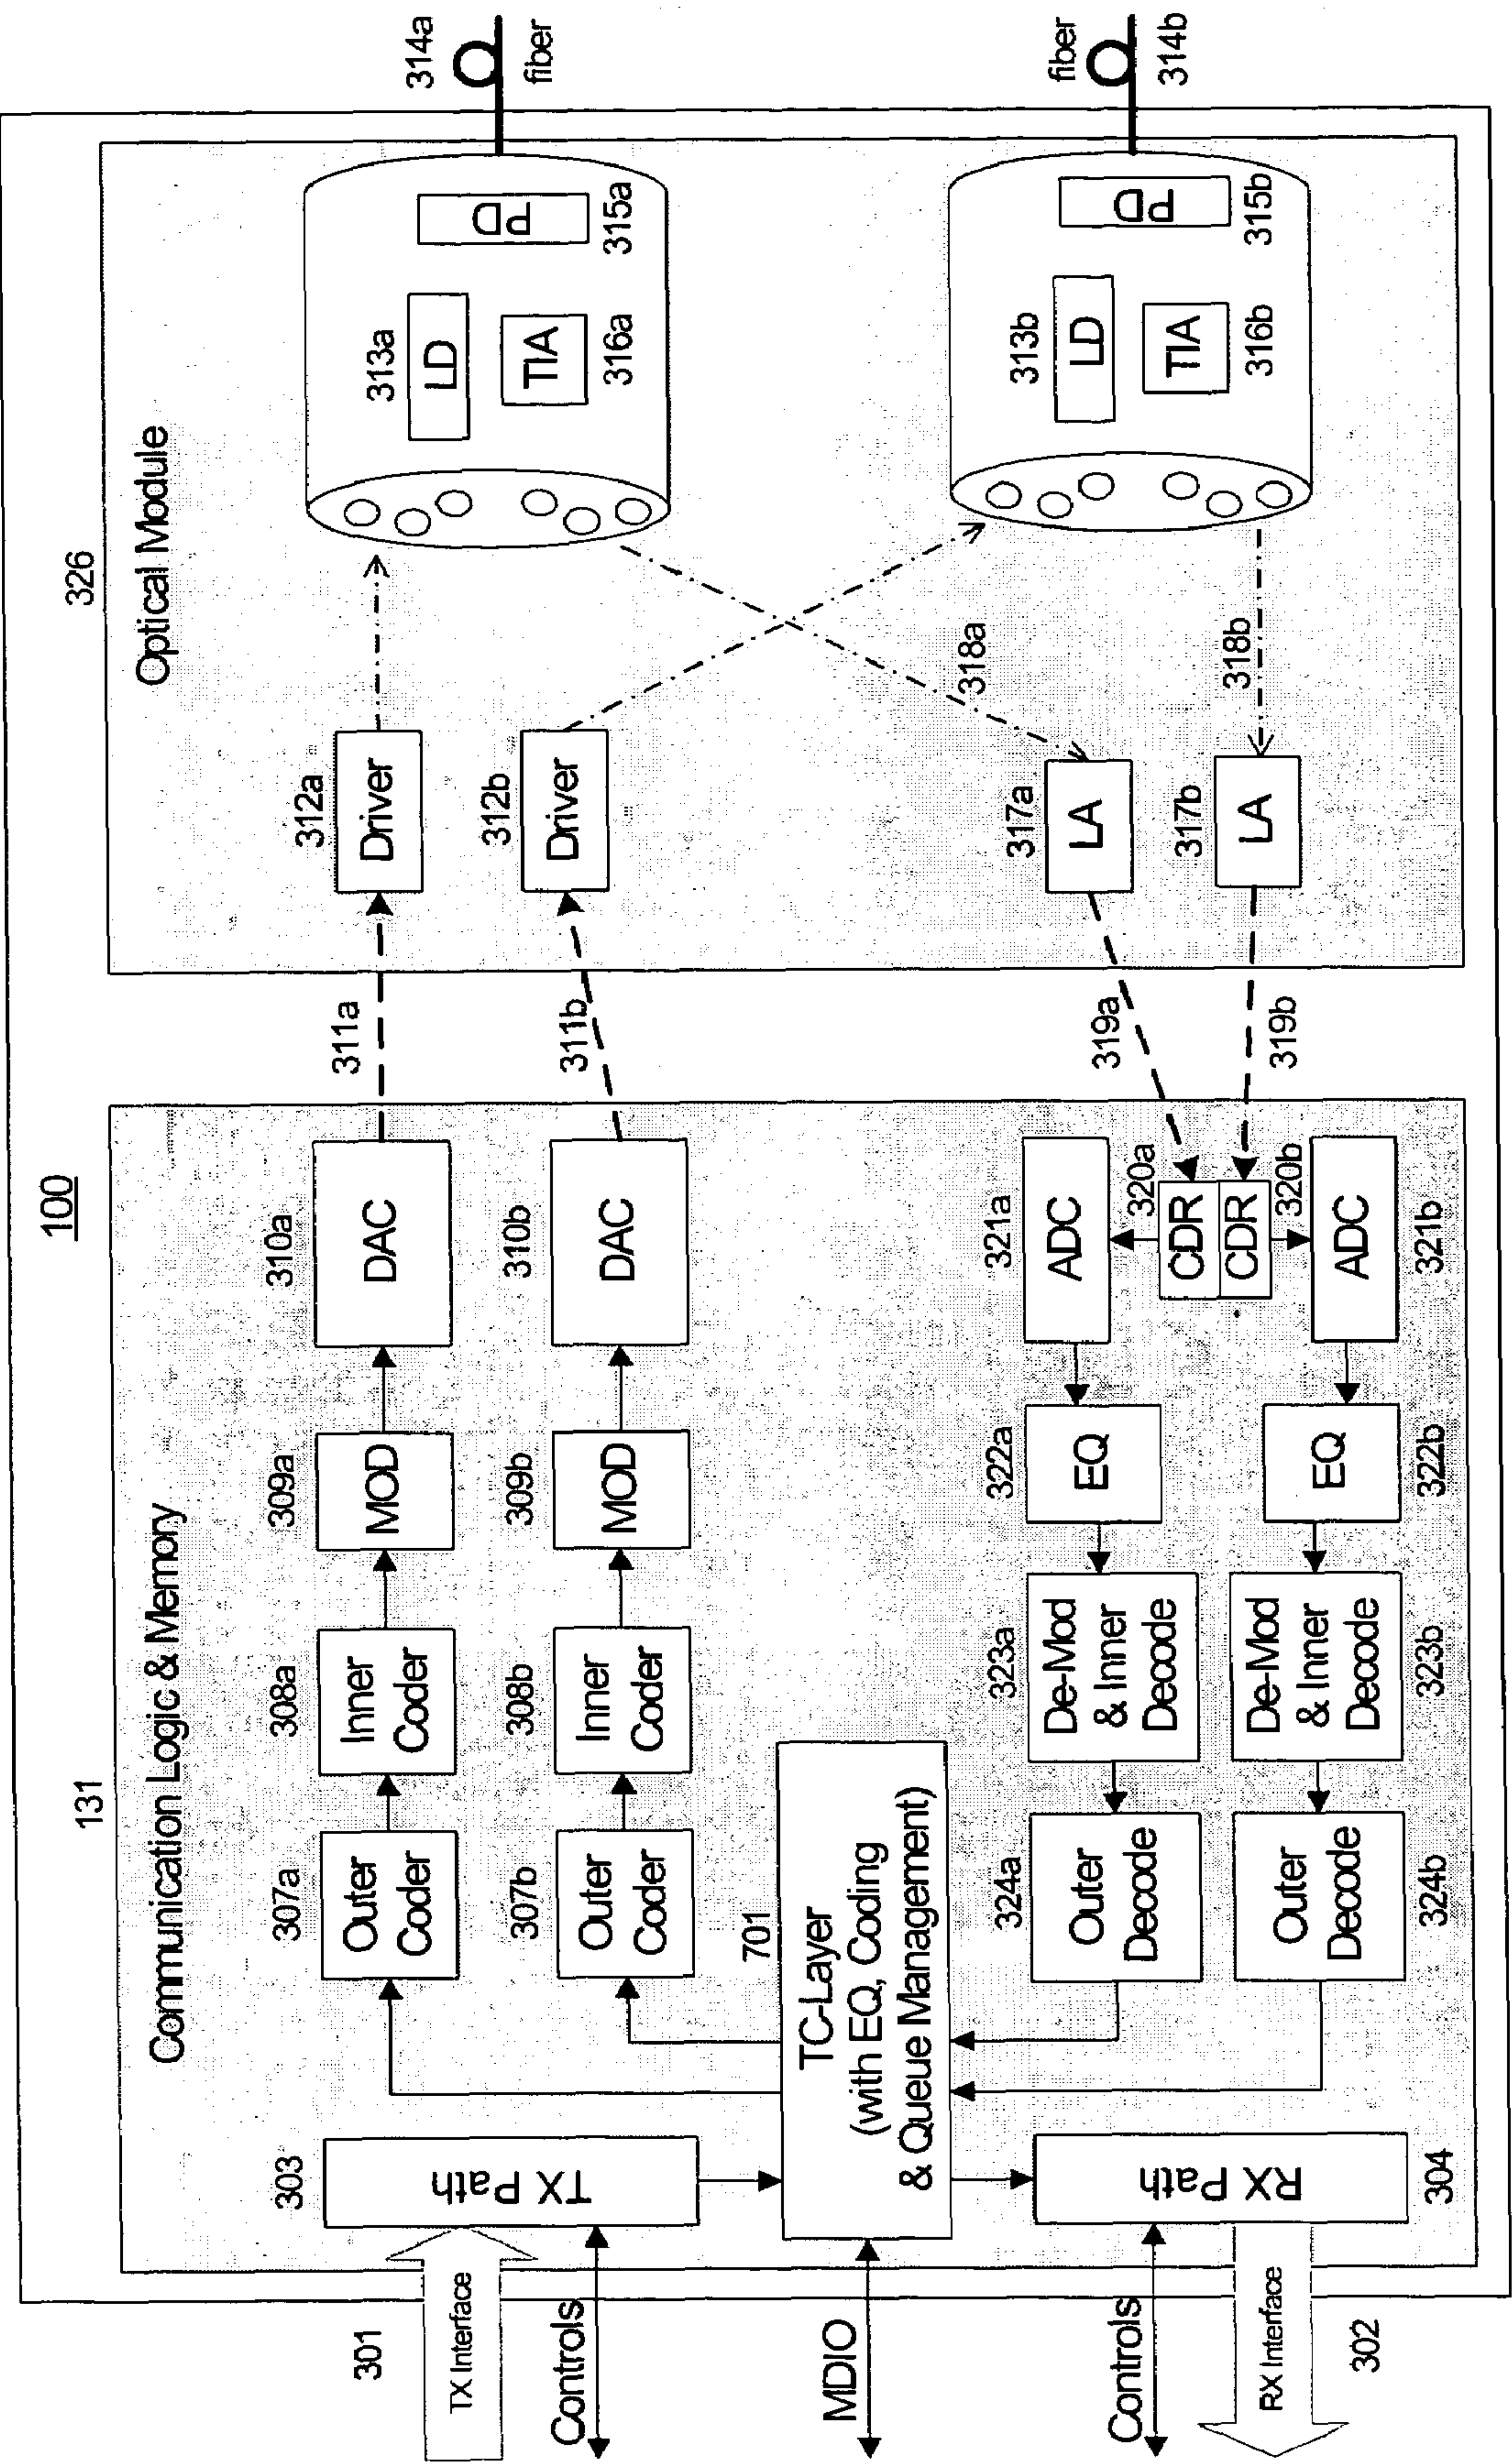 100
131
Communication Logic & Memory
326
Optical Module
301
TX Interface
Controls
303
TX Path
307a
Outer
Coder
308a
Inner
Coder
309a
MOD
310a
DAC
311a
312a
Driver
313a
LD
TIA
316a
PD
315a
314a
fiber
307b
Outer
Coder
308b
Inner
Coder
309b
MOD
310b
DAC
311b
312b
Driver
MDIO
701
TC-Layer
(with EQ, Coding
& Queue Management)
Controls
RX Interface
302
RX Path
304
324a
Outer
Decode
323a
De-Mod
& Inner
Decode
322a
EQ
321a
ADC
320a
CDR
CDR
320b
319a
317a
LA
318a
313b
LD
TIA
316b
PD
315b
fiber
314b
Outer
Decode
324b
De-Mod
& Inner
Decode
323b
EQ
322b
ADC
321b
319b
317b
LA
318b